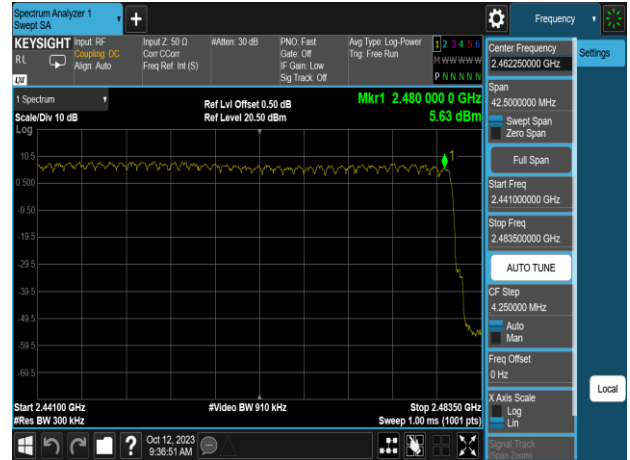 Spectrum Analyzer 1
Swept SA
+
Frequency
KEYSIGHT
RL
LXI
Input: RF
Coupling: DC
Align: Auto
Input Z: 50 Ω
Corr CCorr
Freq Ref: Int (S)
#Atten: 30 dB
PNO: Fast
Gate: Off
IF Gain: Low
Sig Track: Off
Avg Type: Log-Power
Trig: Free Run
1 2 3 4 5 6
M W W W W W
P N N N N N
1 Spectrum
Scale/Div 10 dB
Log
Ref Lvl Offset 0.50 dB
Ref Level 20.50 dBm
Mkr1 2.480 000 0 GHz
5.63 dBm
1
10.5
0.500
-9.50
-19.5
-29.5
-39.5
-49.5
-59.5
-69.5
Start 2.44100 GHz
#Res BW 300 kHz
#Video BW 910 kHz
Stop 2.48350 GHz
Sweep 1.00 ms (1001 pts)
Center Frequency
2.462250000 GHz
Settings
Span
42.5000000 MHz
Swept Span
Zero Span
Full Span
Start Freq
2.441000000 GHz
Stop Freq
2.483500000 GHz
AUTO TUNE
CF Step
4.250000 MHz
Auto
Man
Freq Offset
0 Hz
X Axis Scale
Log
Lin
Signal Track
(Span Zoom)
Local
?
Oct 12, 2023
9:36:51 AM